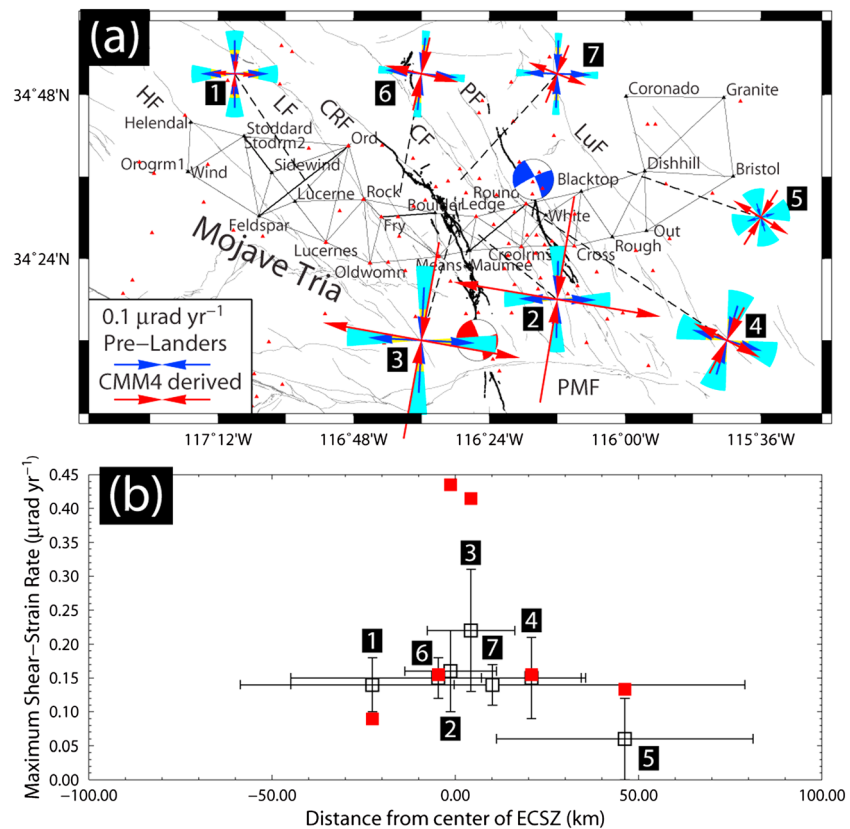 (a)
1
6
7
34°48'N
34°24'N
HF
LF
CRF
CF
PF
LuF
Coronado
Granite
Helendal
Stoddard
Stodrm2
Ord
Orogrm1
Wind
Sidewind
Dishhill
Bristol
Lucerne
Rock
Round
Blacktop
5
Feldspar
Boulder
Ledge
White
Fry
Mojave Tria
Lucernes
Oldwomn
Means
Maumee
Creolrms
Cross
Rough
Out
2
3
4
PMF
0.1 μrad yr⁻¹
Pre−Landers
CMM4 derived
117°12'W
116°48'W
116°24'W
116°00'W
115°36'W
(b)
Maximum Shear−Strain Rate (μrad yr⁻¹)
0.45
0.40
0.35
0.30
0.25
0.20
0.15
0.10
0.05
0.00
3
1
6
7
4
2
5
−100.00
−50.00
0.00
50.00
100.00
Distance from center of ECSZ (km)